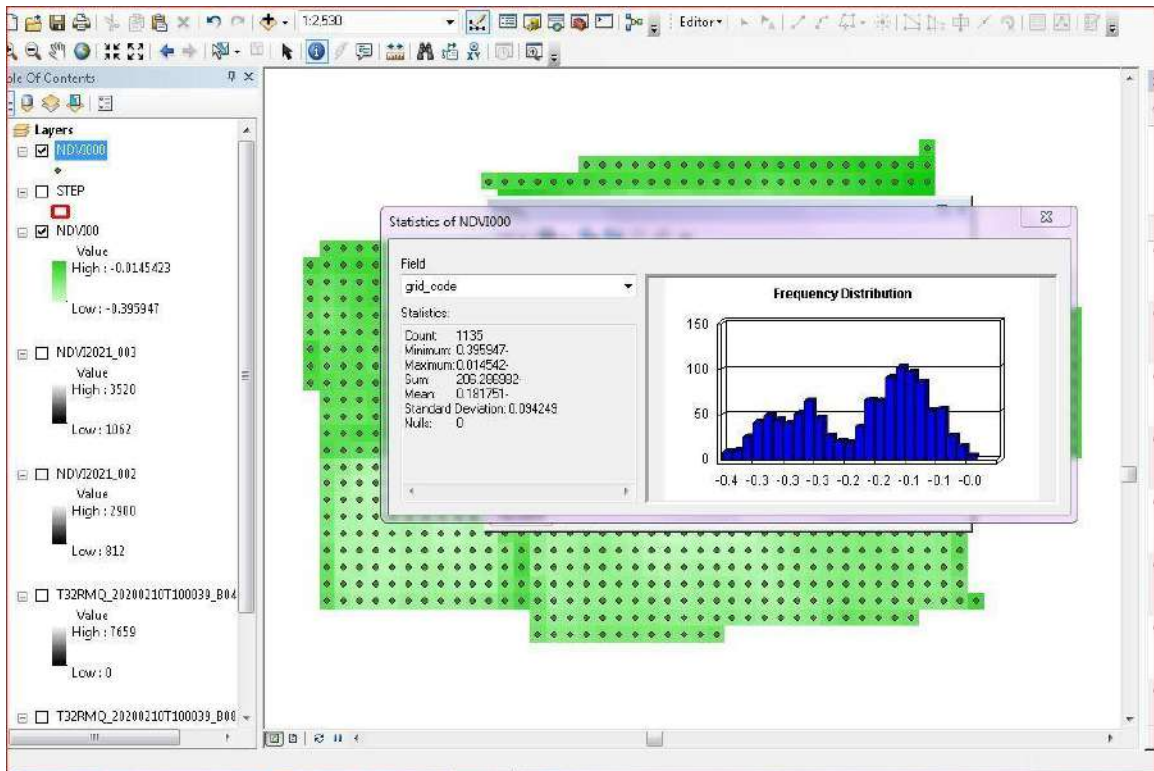 1:2,530
Editor
ble Of Contents
Layers
NDVI000
STEP
NDVI00
Value
High : -0.0145423
Low : -0.395947
NDVI2021_003
Value
High : 3520
Low : 1062
NDVI2021_002
Value
High : 2900
Low : 812
T32RMQ_20200210T100039_B04
Value
High : 7659
Low : 0
T32RMQ_20200210T100039_B08
Statistics of NDVI000
Field
grid_code
Statistics:
Count: 1135
Minimum: 0.395947-
Maximum: 0.014542-
Sum: 206.286982-
Mean: 0.181751-
Standard Deviation: 0.094249
Nulls: 0
Frequency Distribution
150
100
50
0
-0.4 -0.3 -0.3 -0.3 -0.2 -0.2 -0.1 -0.1 -0.0